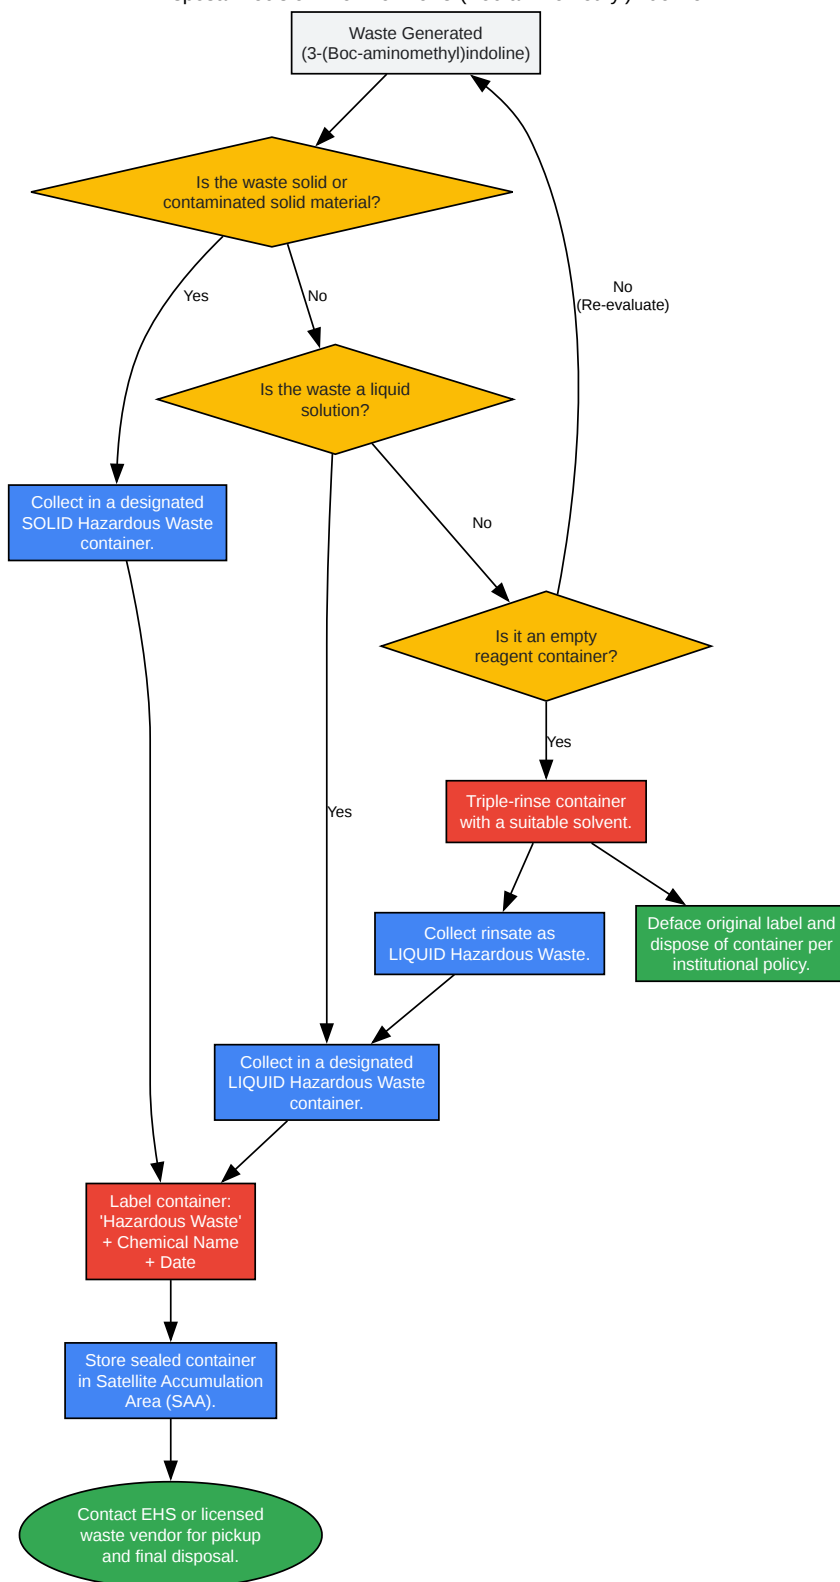 Waste Generated
(3-(Boc-aminomethyl)indoline)
Is the waste solid or
contaminated solid material?
Yes
No
No
(Re-evaluate)
Is the waste a liquid
solution?
Collect in a designated
SOLID Hazardous Waste
container.
No
Is it an empty
reagent container?
Yes
Yes
Triple-rinse container
with a suitable solvent.
Collect rinsate as
LIQUID Hazardous Waste.
Deface original label and
dispose of container per
institutional policy.
Collect in a designated
LIQUID Hazardous Waste
container.
Label container:
'Hazardous Waste'
+ Chemical Name
+ Date
Store sealed container
in Satellite Accumulation
Area (SAA).
Contact EHS or licensed
waste vendor for pickup
and final disposal.